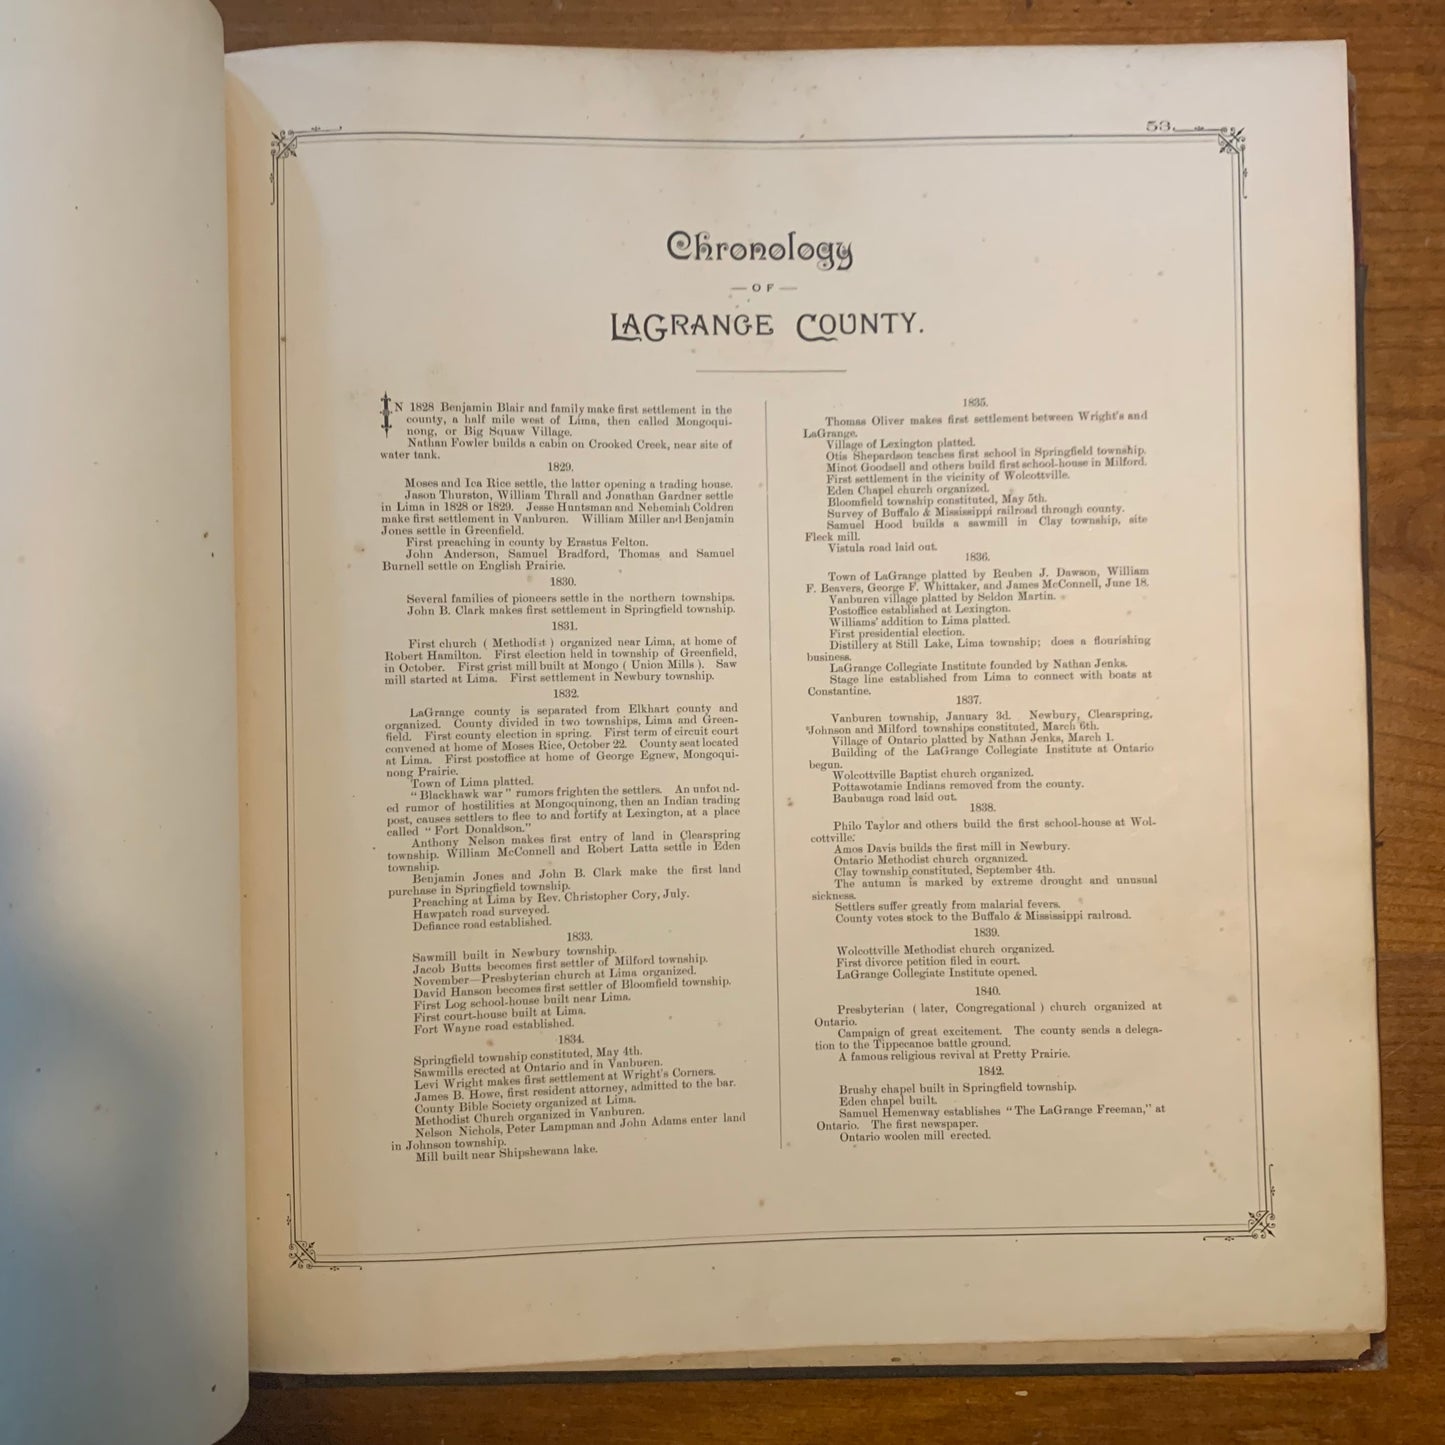 53.
Chronology
OF
LAGRANGE COUNTY.
IN 1828 Benjamin Blair and family make first settlement in the
county, a half mile west of Lima, then called Mongoqui-
nong, or Big Squaw Village.
Nathan Fowler builds a cabin on Crooked Creek, near site of
water tank.
1829.
Moses and Ica Rice settle, the latter opening a trading house.
Jason Thurston, William Thrall and Jonathan Gardner settle
in Lima in 1828 or 1829. Jesse Huntsman and Nehemiah Coldren
make first settlement in Vanburen. William Miller and Benjamin
Jones settle in Greenfield.
First preaching in county by Erastus Felton.
John Anderson, Samuel Bradford, Thomas and Samuel
Burnell settle on English Prairie.
1830.
Several families of pioneers settle in the northern townships.
John B. Clark makes first settlement in Springfield township.
1831.
First church ( Methodist ) organized near Lima, at home of
Robert Hamilton. First election held in township of Greenfield,
in October. First grist mill built at Mongo ( Union Mills ). Saw
mill started at Lima. First settlement in Newbury township.
1832.
LaGrange county is separated from Elkhart county and
organized. County divided in two townships, Lima and Green-
field. First county election in spring. First term of circuit court
convened at home of Moses Rice, October 22. County seat located
at Lima. First postoffice at home of George Egnew, Mongoqui-
nong Prairie.
Town of Lima platted.
"Blackhawk war" rumors frighten the settlers. An unfound-
ed rumor of hostilities at Mongoquinong, then an Indian trading
post, causes settlers to flee to and fortify at Lexington, at a place
called "Fort Donaldson."
Anthony Nelson makes first entry of land in Clearspring
township. William McConnell and Robert Latta settle in Eden
township.
Benjamin Jones and John B. Clark make the first land
purchase in Springfield township.
Preaching at Lima by Rev. Christopher Cory, July.
Hawpatch road surveyed.
Defiance road established.
1833.
Sawmill built in Newbury township.
Jacob Butts becomes first settler of Milford township.
November—Presbyterian church at Lima organized.
David Hanson becomes first settler of Bloomfield township.
First Log school-house built near Lima.
First court-house built at Lima.
Fort Wayne road established.
1834.
Springfield township constituted, May 4th.
Sawmills erected at Ontario and in Vanburen.
Levi Wright makes first settlement at Wright's Corners.
James B. Howe, first resident attorney, admitted to the bar.
County Bible Society organized at Lima.
Methodist Church organized in Vanburen.
Nelson Nichols, Peter Lampman and John Adams enter land
in Johnson township.
Mill built near Shipshewana lake.
1835.
Thomas Oliver makes first settlement between Wright's and
LaGrange.
Village of Lexington platted.
Otis Shepardson teaches first school in Springfield township.
Minot Goodsell and others build first school-house in Milford.
First settlement in the vicinity of Wolcottville.
Eden Chapel church organized.
Bloomfield township constituted, May 5th.
Survey of Buffalo & Mississippi railroad through county.
Samuel Hood builds a sawmill in Clay township, site
Fleck mill.
Vistula road laid out.
1836.
Town of LaGrange platted by Reuben J. Dawson, William
F. Beavers, George F. Whittaker, and James McConnell, June 18.
Vanburen village platted by Seldon Martin.
Postoffice established at Lexington.
Williams' addition to Lima platted.
First presidential election.
Distillery at Still Lake, Lima township; does a flourishing
business.
LaGrange Collegiate Institute founded by Nathan Jenks.
Stage line established from Lima to connect with boats at
Constantine.
1837.
Vanburen township, January 3d. Newbury, Clearspring,
Johnson and Milford townships constituted, March 6th.
Village of Ontario platted by Nathan Jenks, March 1.
Building of the LaGrange Collegiate Institute at Ontario
begun.
Wolcottville Baptist church organized.
Pottawotamie Indians removed from the county.
Baubauga road laid out.
1838.
Philo Taylor and others build the first school-house at Wol-
cottville.
Amos Davis builds the first mill in Newbury.
Ontario Methodist church organized.
Clay township constituted, September 4th.
The autumn is marked by extreme drought and unusual
sickness.
Settlers suffer greatly from malarial fevers.
County votes stock to the Buffalo & Mississippi railroad.
1839.
Wolcottville Methodist church organized.
First divorce petition filed in court.
LaGrange Collegiate Institute opened.
1840.
Presbyterian ( later, Congregational ) church organized at
Ontario.
Campaign of great excitement. The county sends a delega-
tion to the Tippecanoe battle ground.
A famous religious revival at Pretty Prairie.
1842.
Brushy chapel built in Springfield township.
Eden chapel built.
Samuel Hemenway establishes "The LaGrange Freeman," at
Ontario. The first newspaper.
Ontario woolen mill erected.